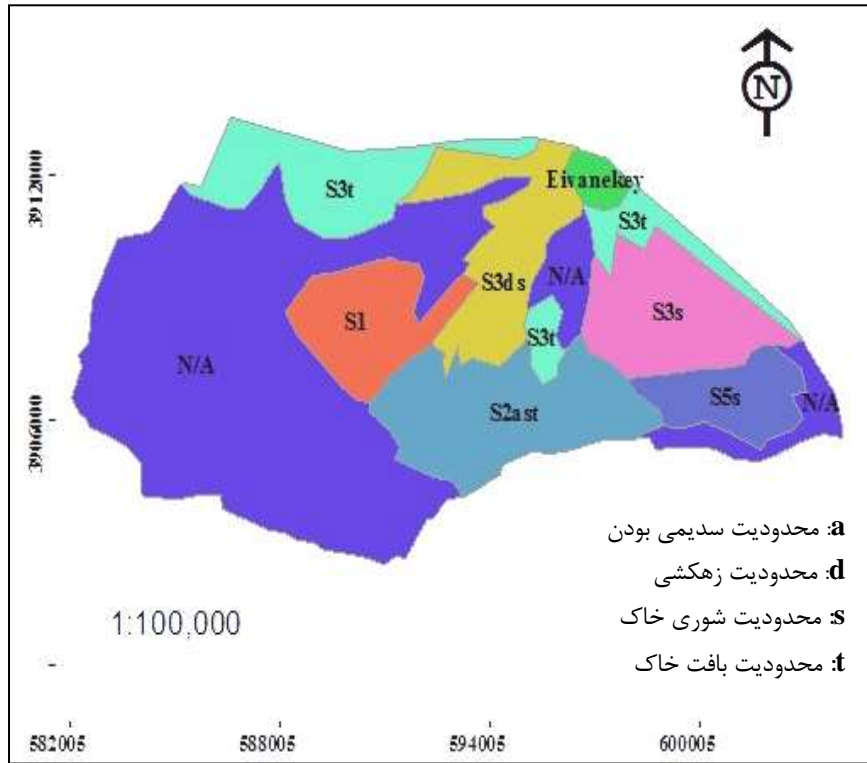 N
3912000
S3t
Eivanekey
S3t
S3ds
N/A
S1
S3t
S3s
N/A
S2ast
S5s
N/A
3906000
a: محدودیت سدیمی بودن
d: محدودیت زهکشی
s: محدودیت شوری خاک
t: محدودیت بافت خاک
1:100,000
582005
588005
594005
600005